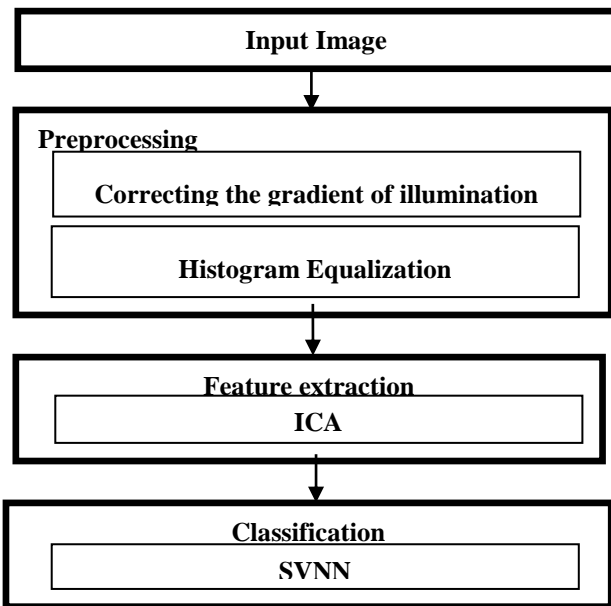 Input Image
Preprocessing
Correcting the gradient of illumination
Histogram Equalization
Feature extraction
ICA
Classification
SVNN